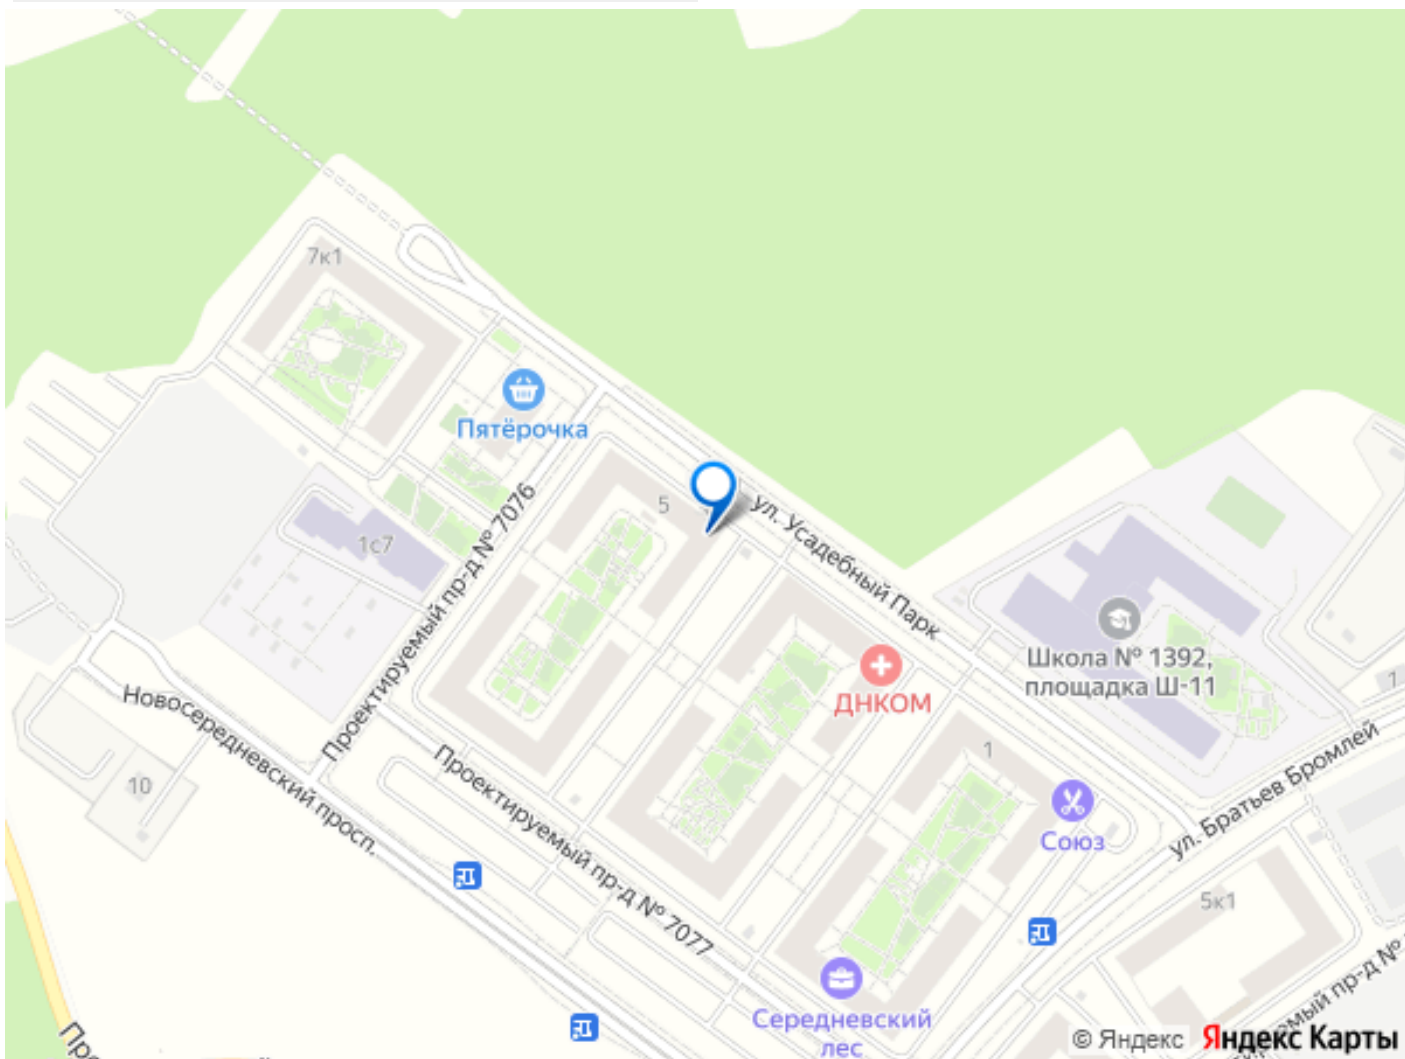 7к1
Пятёрочка
5
Проектируемый пр-д № 7076
1с7
ул. Усадебный Парк
Школа № 1392,
площадка Ш-11
1
ДНКОМ
Новосередневский просп.
Проектируемый пр-д № 7077
1
10
Союз
ул. Братьев Бромлей
5к1
Середневский
лес
© Яндекс Яндекс Карты